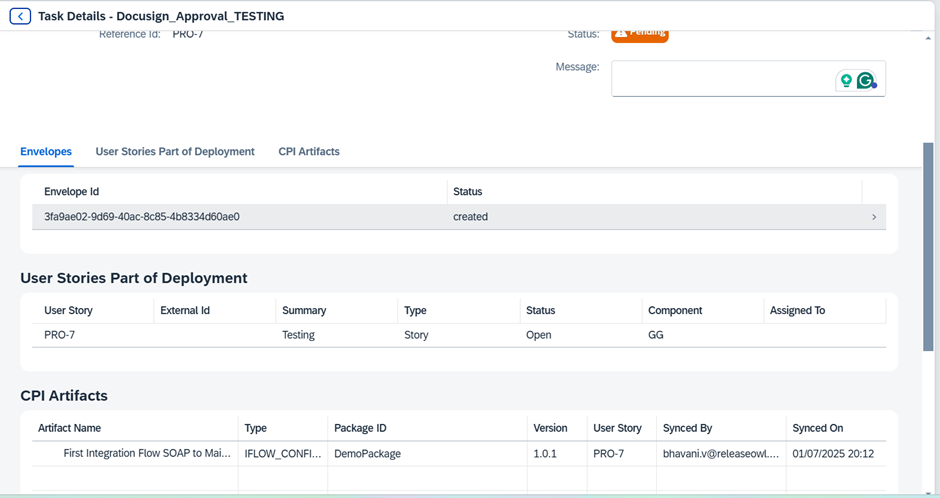 Task Details - Docusign_Approval_TESTING
Reference Id: PRO-7 Status: Pending
Message:
Envelopes User Stories Part of Deployment CPI Artifacts
Envelope Id Status
3fa9ae02-9d69-40ac-8c85-4b8334d60ae0 created
User Stories Part of Deployment
User Story External Id Summary Type Status Component Assigned To
PRO-7 Testing Story Open GG
CPI Artifacts
Artifact Name Type Package ID Version User Story Synced By Synced On
First Integration Flow SOAP to Mai... IFLOW_CONFI... DemoPackage 1.0.1 PRO-7 bhavani.v@releaseowl.... 01/07/2025 20:12